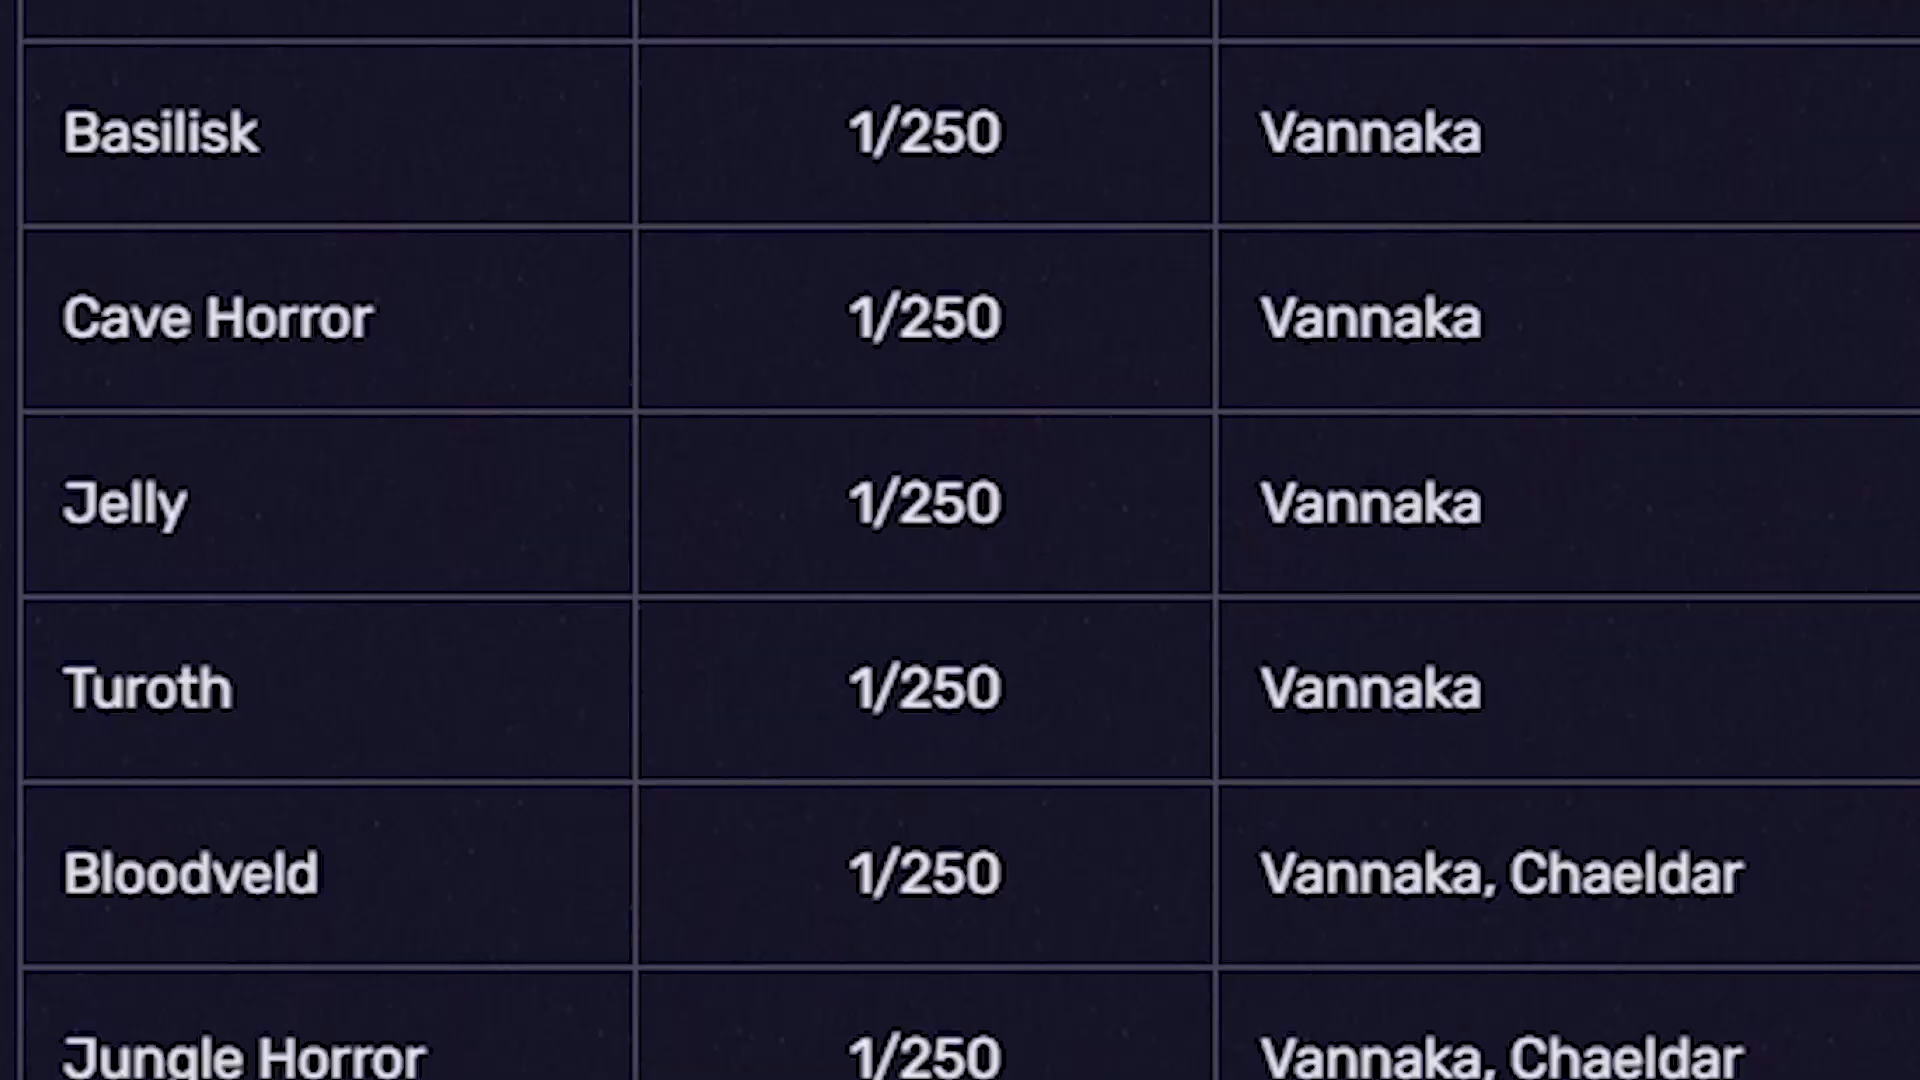 Basilisk 1/250 Vannaka
Cave Horror 1/250 Vannaka
Jelly 1/250 Vannaka
Turoth 1/250 Vannaka
Bloodveld 1/250 Vannaka, Chaeldar
Jungle Horror 1/250 Vannaka, Chaeldar